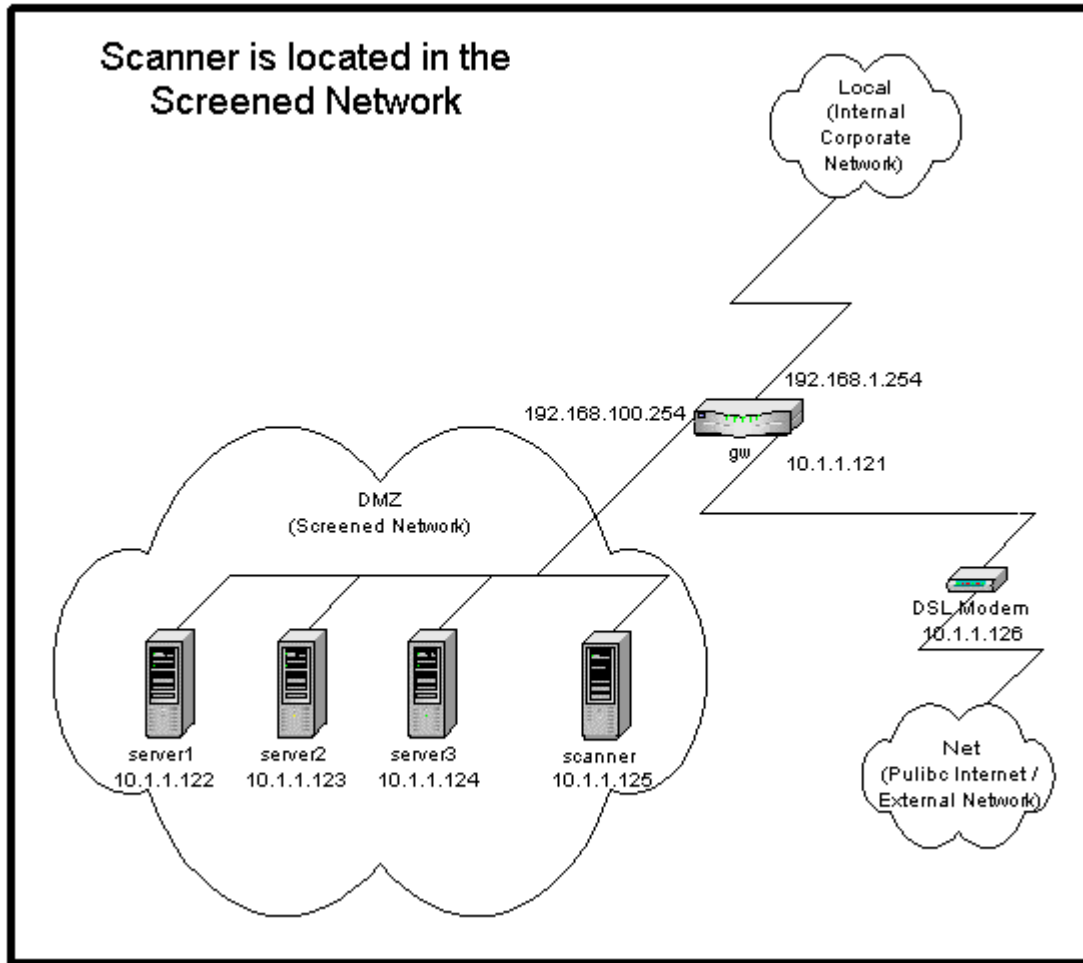 Scanner is located in the
Screened Network
Local
(Internal
Corporate
Network)
192.168.1.254
192.168.100.254
gw
10.1.1.121
DMZ
(Screened Network)
DSL Modem
10.1.1.126
server1
10.1.1.122
server2
10.1.1.123
server3
10.1.1.124
scanner
10.1.1.125
Net
(Pulibc Internet /
External Network)